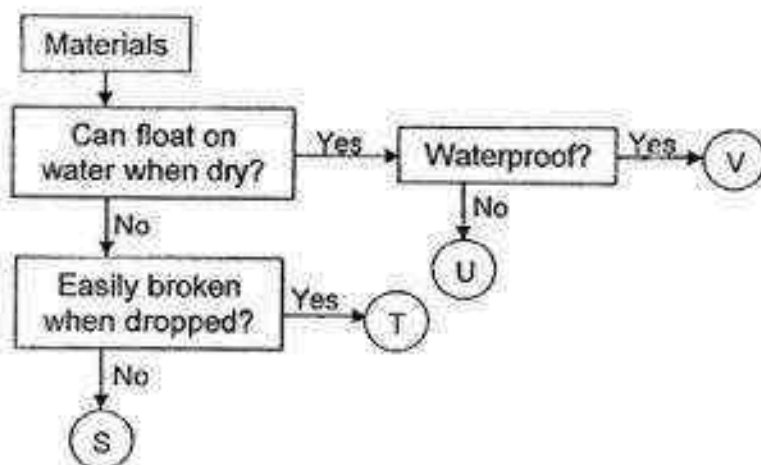 Materials
Can float on
water when dry?
Yes
Waterproof?
Yes
V
No
No
U
Easily broken
when dropped?
Yes
T
No
S